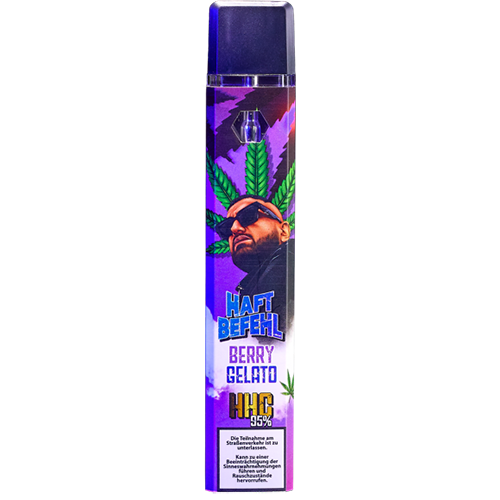 HAFT
BEFEHL
BERRY
GELATO
HHC
95%
Die Teilnahme am
Straßenverkehr ist zu
unterlassen.
Kann zu einer
Beeinträchtigung der
Sinneswahrnehmungen
führen und
Rauschzustände
hervorrufen.